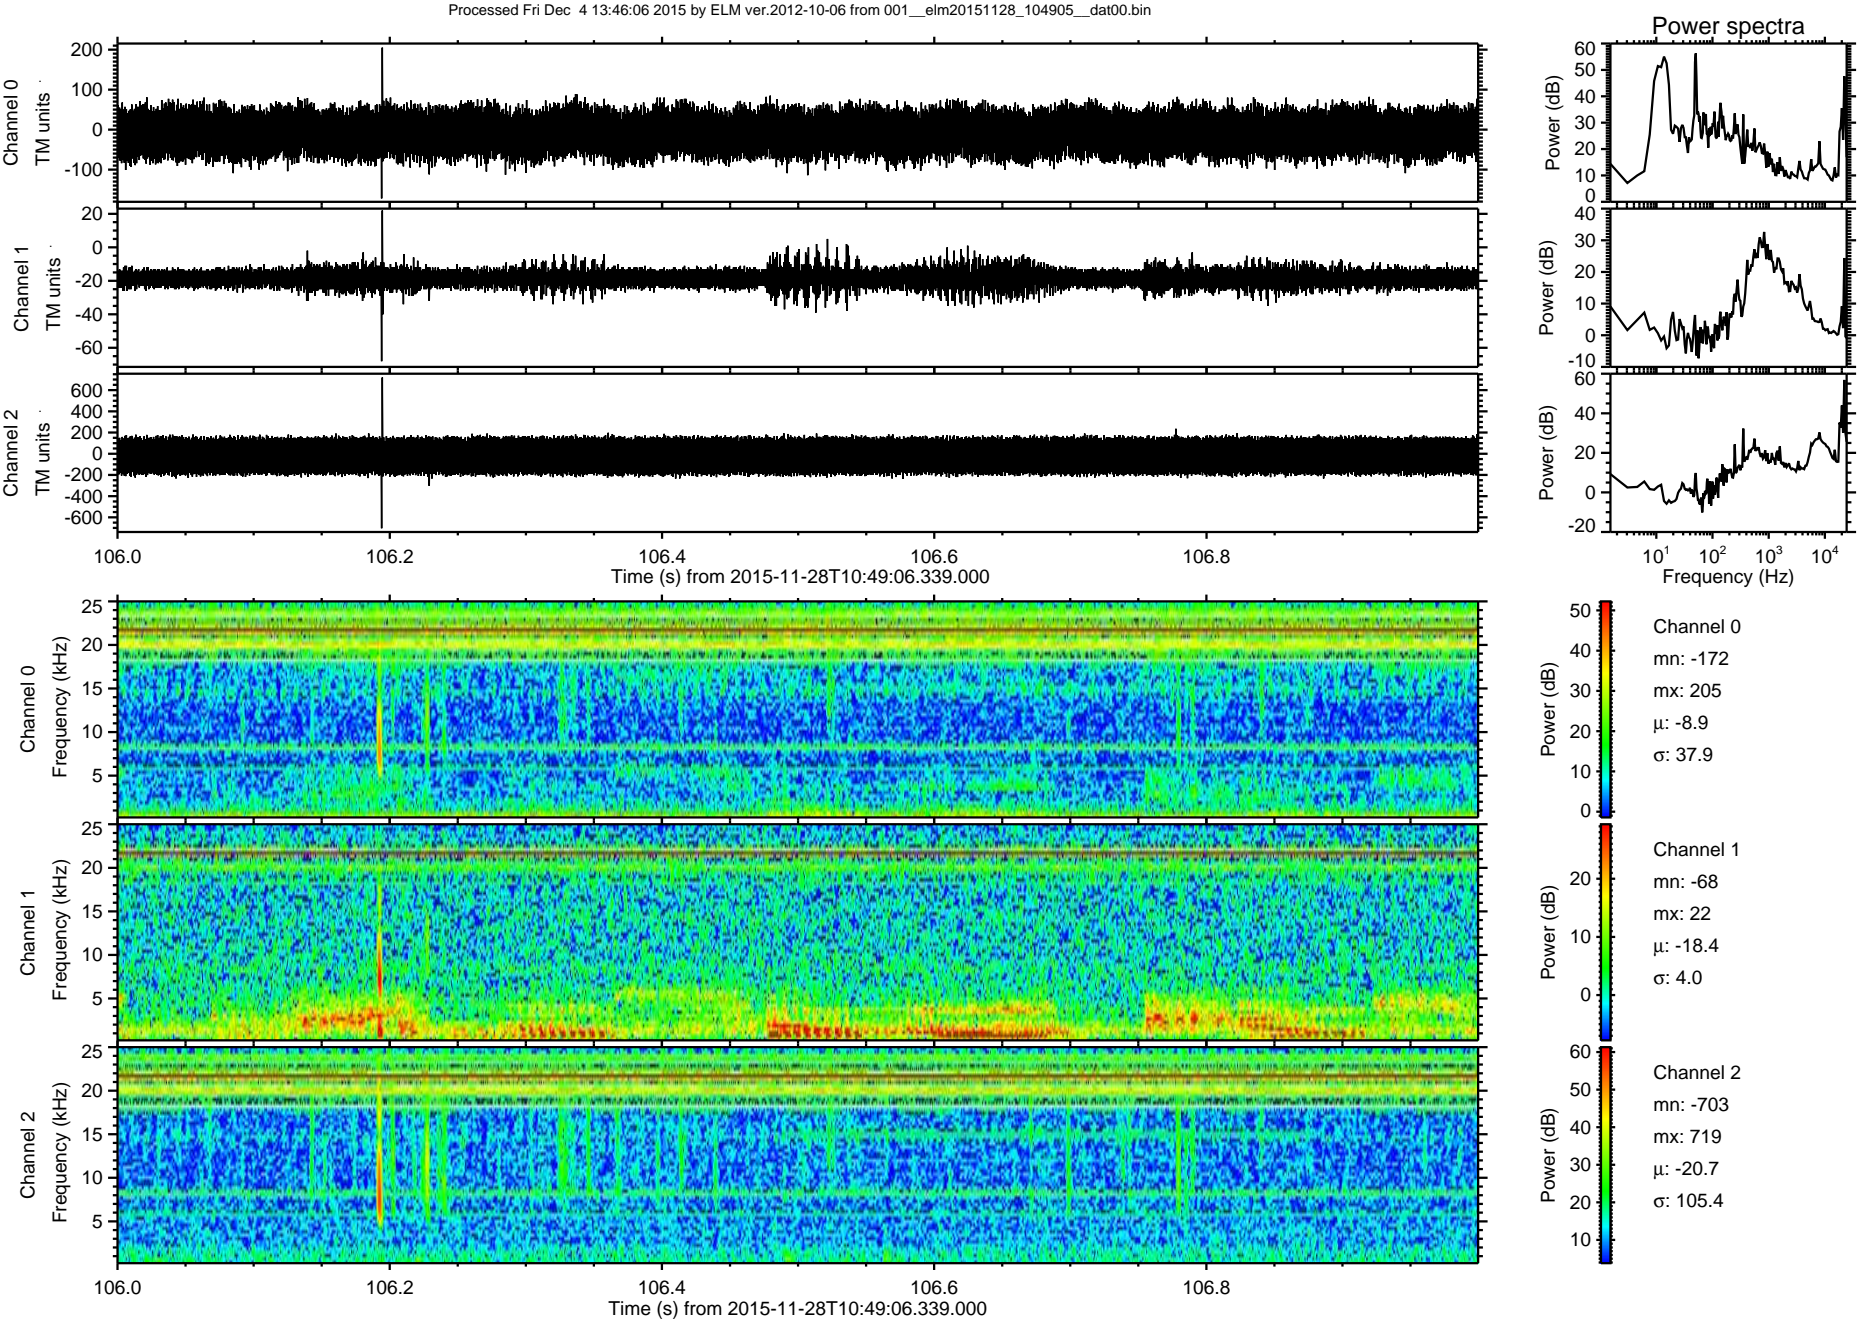 Processed Fri Dec  4 13:46:06 2015 by ELM ver.2012-10-06 from 001__elm20151128_104905__dat00.bin
Power spectra
Channel 0
TM units
200
100
0
-100
Power (dB)
60
50
40
30
20
10
0
Channel 1
TM units
20
0
-20
-40
-60
Power (dB)
40
30
20
10
0
-10
Channel 2
TM units
600
400
200
0
-200
-400
-600
Power (dB)
60
40
20
0
-20
106.0 106.2 106.4 106.6 106.8
Time (s) from 2015-11-28T10:49:06.339.000
10¹ 10² 10³ 10⁴
Frequency (Hz)
Channel 0
Frequency (kHz)
25
20
15
10
5
Power (dB)
50
40
30
20
10
0
Channel 0
mn: -172
mx: 205
μ: -8.9
σ: 37.9
Channel 1
Frequency (kHz)
25
20
15
10
5
Power (dB)
20
10
0
Channel 1
mn: -68
mx: 22
μ: -18.4
σ: 4.0
Channel 2
Frequency (kHz)
25
20
15
10
5
Power (dB)
60
50
40
30
20
10
Channel 2
mn: -703
mx: 719
μ: -20.7
σ: 105.4
106.0 106.2 106.4 106.6 106.8
Time (s) from 2015-11-28T10:49:06.339.000